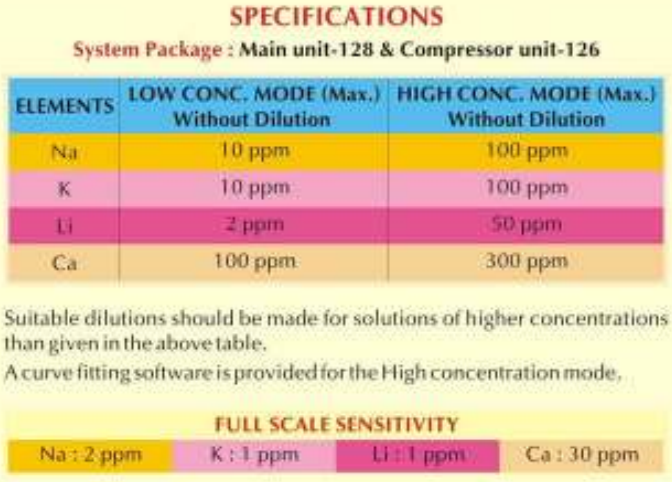 SPECIFICATIONS
System Package : Main unit-128 & Compressor unit-126
ELEMENTS LOW CONC. MODE (Max.) Without Dilution HIGH CONC. MODE (Max.) Without Dilution
Na 10 ppm 100 ppm
K 10 ppm 100 ppm
Li 2 ppm 50 ppm
Ca 100 ppm 300 ppm
Suitable dilutions should be made for solutions of higher concentrations
than given in the above table.
A curve fitting software is provided for the High concentration mode.
FULL SCALE SENSITIVITY
Na : 2 ppm K : 1 ppm Li : 1 ppm Ca : 30 ppm